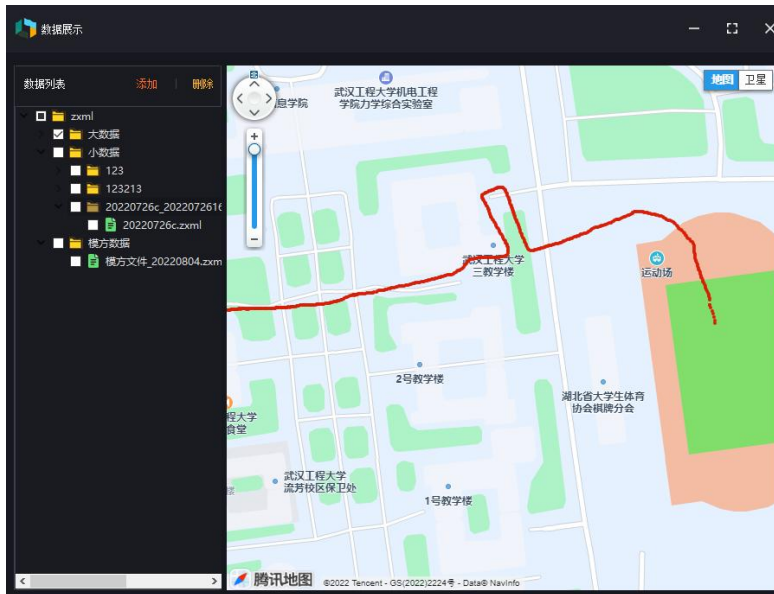 数据展示
数据列表
添加
删除
zxml
大数据
小数据
123
123213
20220726c_2022072616
20220726c.zxml
模方数据
模方文件_20220804.zxm
北
地图
卫星
息学院
武汉工程大学机电工程
学院力学综合实验室
武汉工程大学
三教学楼
运动场
2号教学楼
湖北省大学生体育
协会棋牌分会
程大学
食堂
武汉工程大学
流芳校区保卫处
1号教学楼
腾讯地图
©2022 Tencent - GS(2022)2224号 - Data© NavInfo